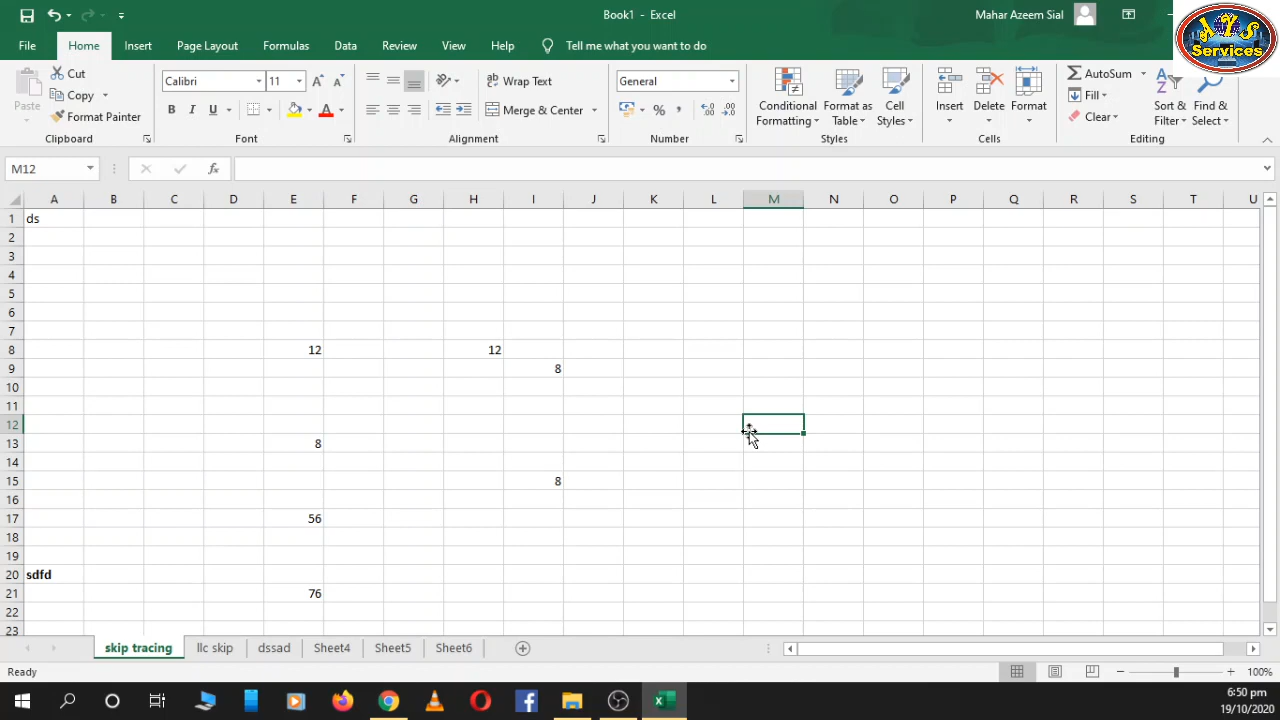 Book1 - Excel
Mahar Azeem Sial
AYS
Services
File Home Insert Page Layout Formulas Data Review View Help Tell me what you want to do
Paste
Cut
Copy
Format Painter
Clipboard
Calibri 11
B I U
A
Font
Wrap Text
Merge & Center
Alignment
General
%
Number
Conditional
Formatting
Format as
Table
Cell
Styles
Styles
Insert
Delete
Format
Cells
AutoSum
Fill
Clear
Sort &
Filter
Find &
Select
Editing
M12
fx
A B C D E F G H I J K L M N O P Q R S T U
1 ds
2
3
4
5
6
7
8 12 12
9 8
10
11
12
13 8
14
15 8
16
17 56
18
19
20 sdfd
21 76
22
23
skip tracing llc skip dssad Sheet4 Sheet5 Sheet6
Ready
100%
6:50 pm
19/10/2020